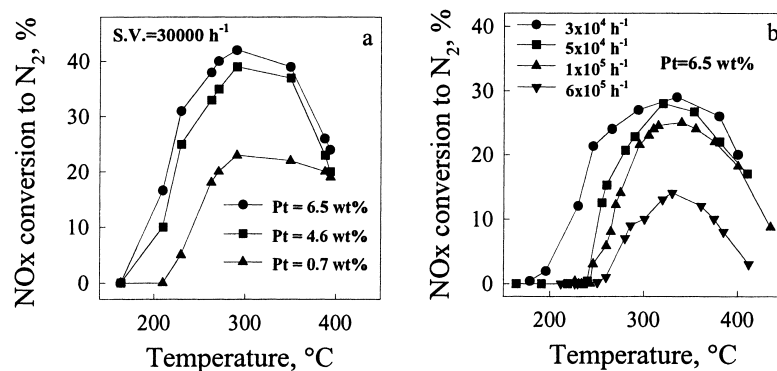 S.V.=30000 h⁻¹
a
NOx conversion to N₂, %
40
30
20
10
0
Pt = 6.5 wt%
Pt = 4.6 wt%
Pt = 0.7 wt%
200
300
400
Temperature, °C
b
3x10⁴ h⁻¹
5x10⁴ h⁻¹
1x10⁵ h⁻¹
6x10⁵ h⁻¹
Pt=6.5 wt%
NOx conversion to N₂, %
40
30
20
10
0
200
300
400
Temperature, °C